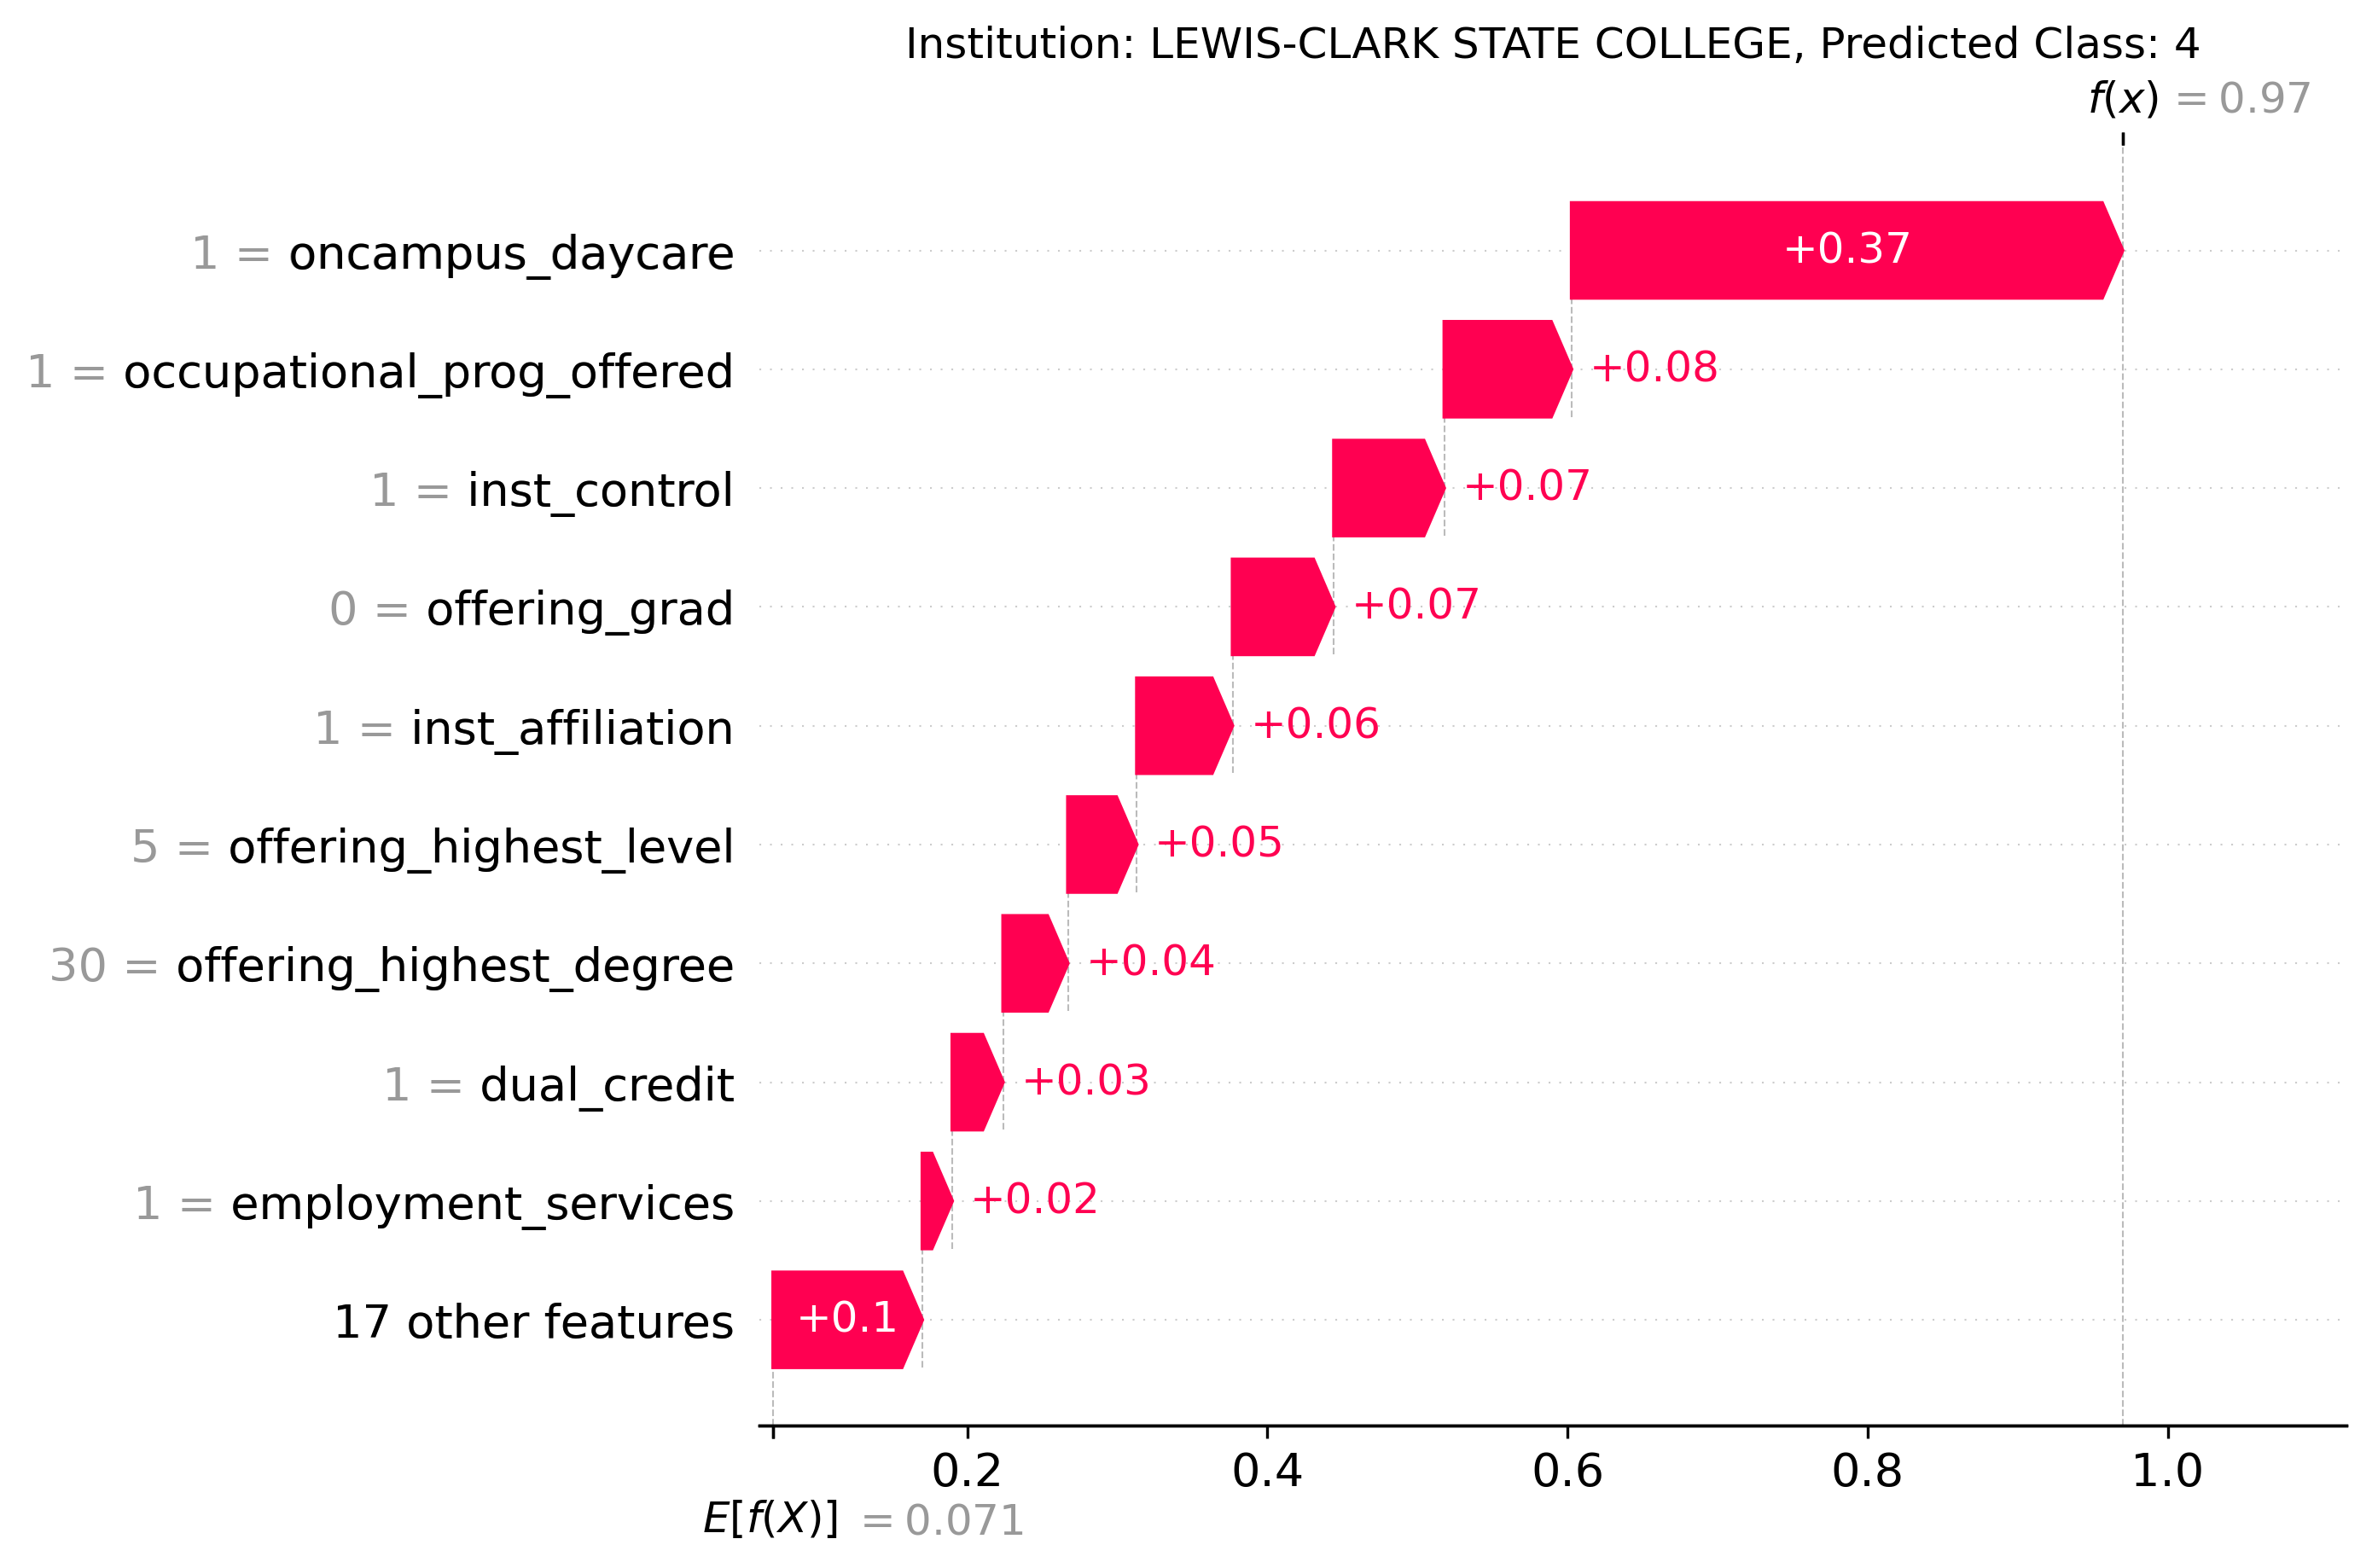 Institution: LEWIS-CLARK STATE COLLEGE, Predicted Class: 4
f(x) = 0.97
1 = oncampus_daycare +0.37
1 = occupational_prog_offered +0.08
1 = inst_control +0.07
0 = offering_grad +0.07
1 = inst_affiliation +0.06
5 = offering_highest_level +0.05
30 = offering_highest_degree +0.04
1 = dual_credit +0.03
1 = employment_services +0.02
17 other features +0.1
0.2 0.4 0.6 0.8 1.0
E[f(X)] = 0.071